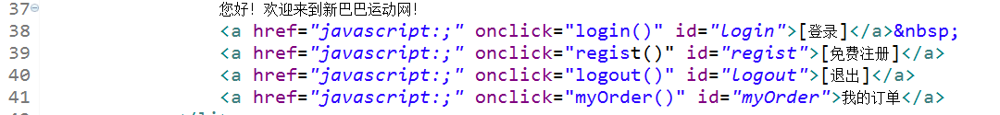 37 您好!欢迎来到新巴巴运动网!
38 <a href="javascript:;" onclick="login()" id="login">[登录]</a>&nbsp;
39 <a href="javascript:;" onclick="regist()" id="regist">[免费注册]</a>
40 <a href="javascript:;" onclick="logout()" id="logout">[退出]</a>
41 <a href="javascript:;" onclick="myOrder()" id="myOrder">我的订单</a>